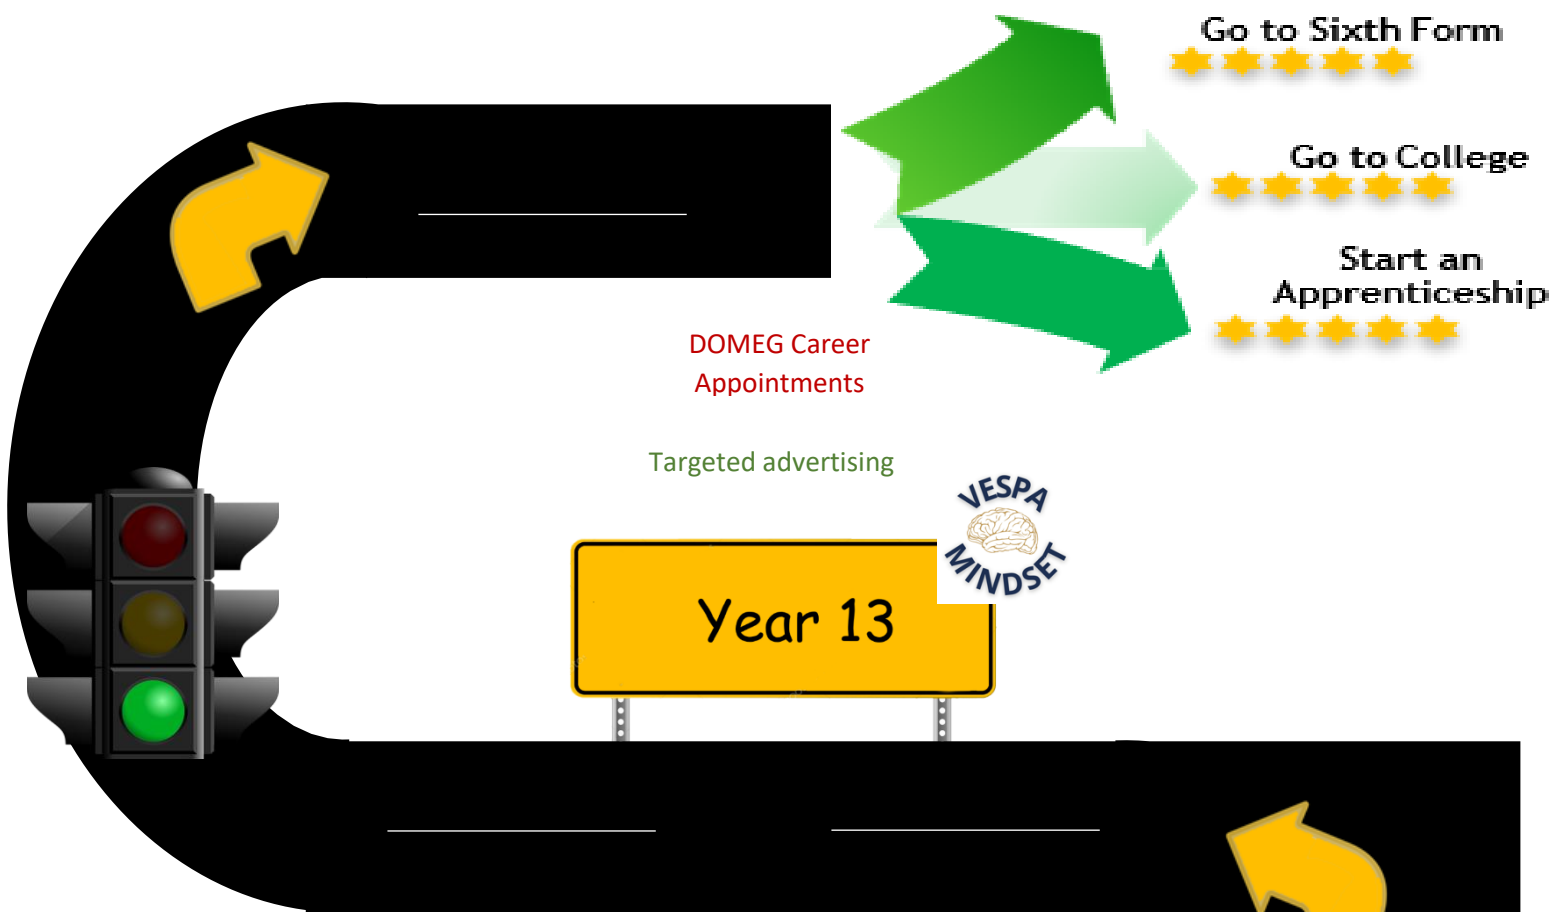 Go to Sixth Form
Go to College
Start an
Apprenticeship
DOMEG Career
Appointments
Targeted advertising
VESPA
MINDSET
Year 13